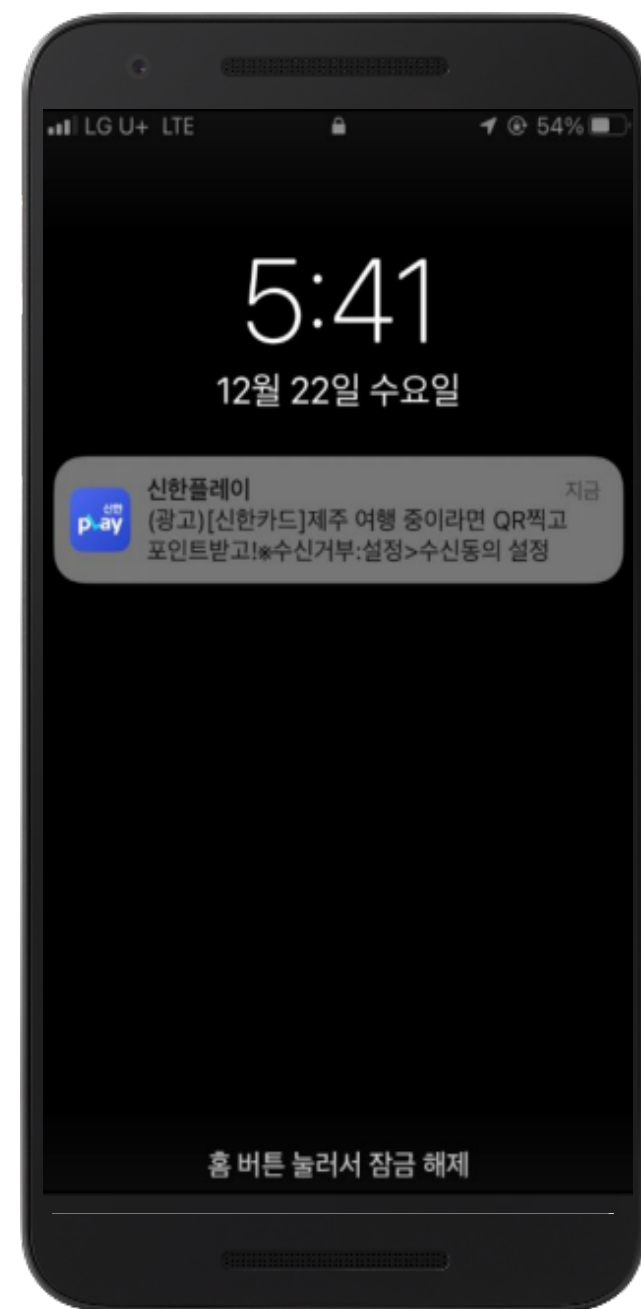 LG U+ LTE 54%
5:41
12월 22일 수요일
신한플레이 지금
신한
play
(광고)[신한카드]제주 여행 중이라면 QR찍고
포인트받고!※수신거부:설정>수신동의 설정
홈 버튼 눌러서 잠금 해제